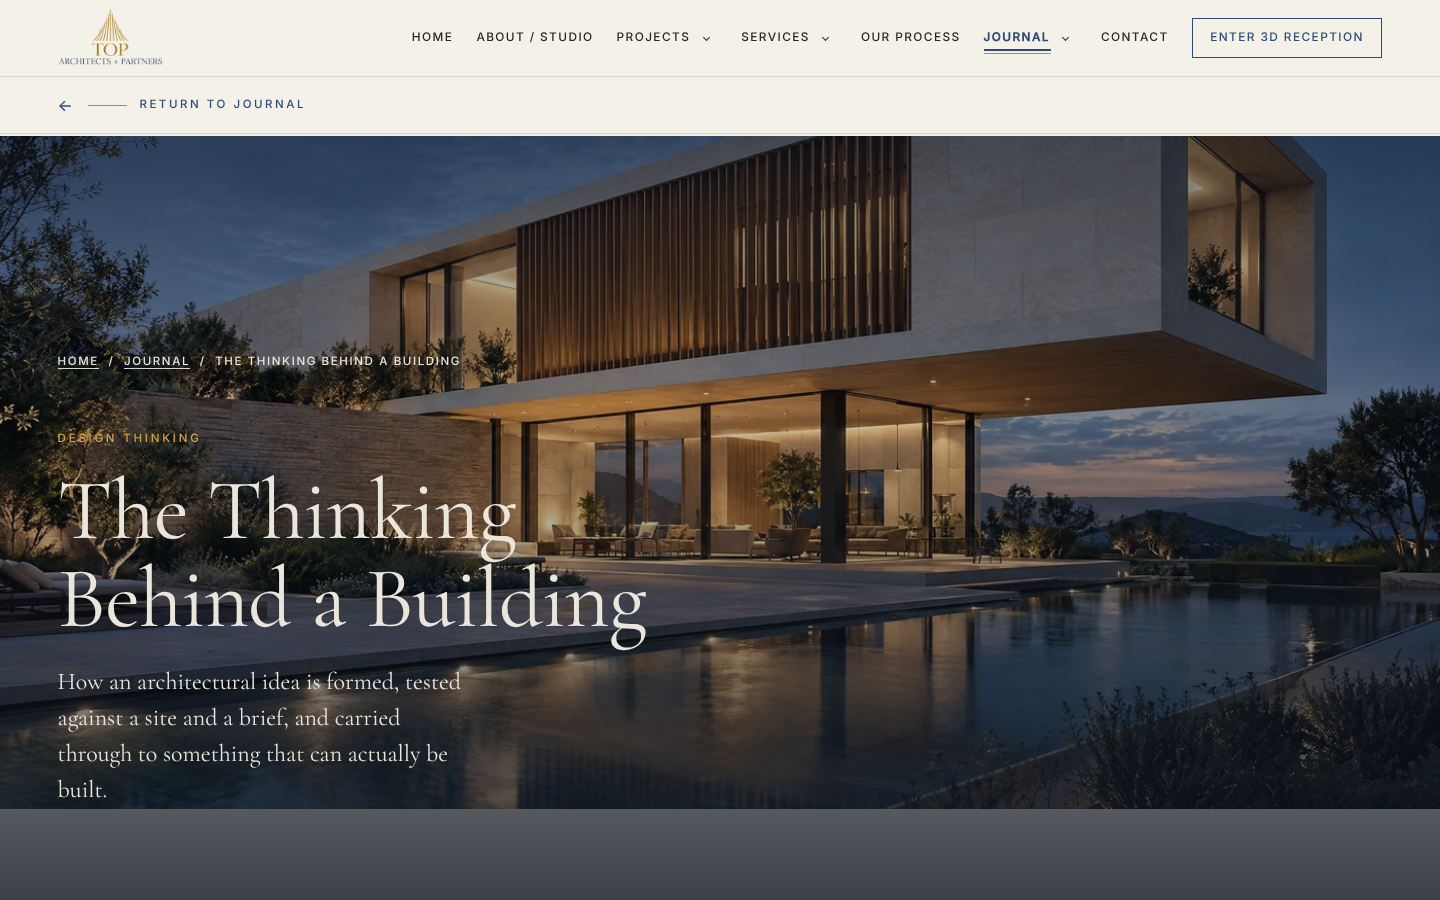 TOP
ARCHITECTS + PARTNERS
HOME
ABOUT / STUDIO
PROJECTS
SERVICES
OUR PROCESS
JOURNAL
CONTACT
ENTER 3D RECEPTION
RETURN TO JOURNAL
HOME / JOURNAL / THE THINKING BEHIND A BUILDING
DESIGN THINKING
The Thinking
Behind a Building
How an architectural idea is formed, tested
against a site and a brief, and carried
through to something that can actually be
built.